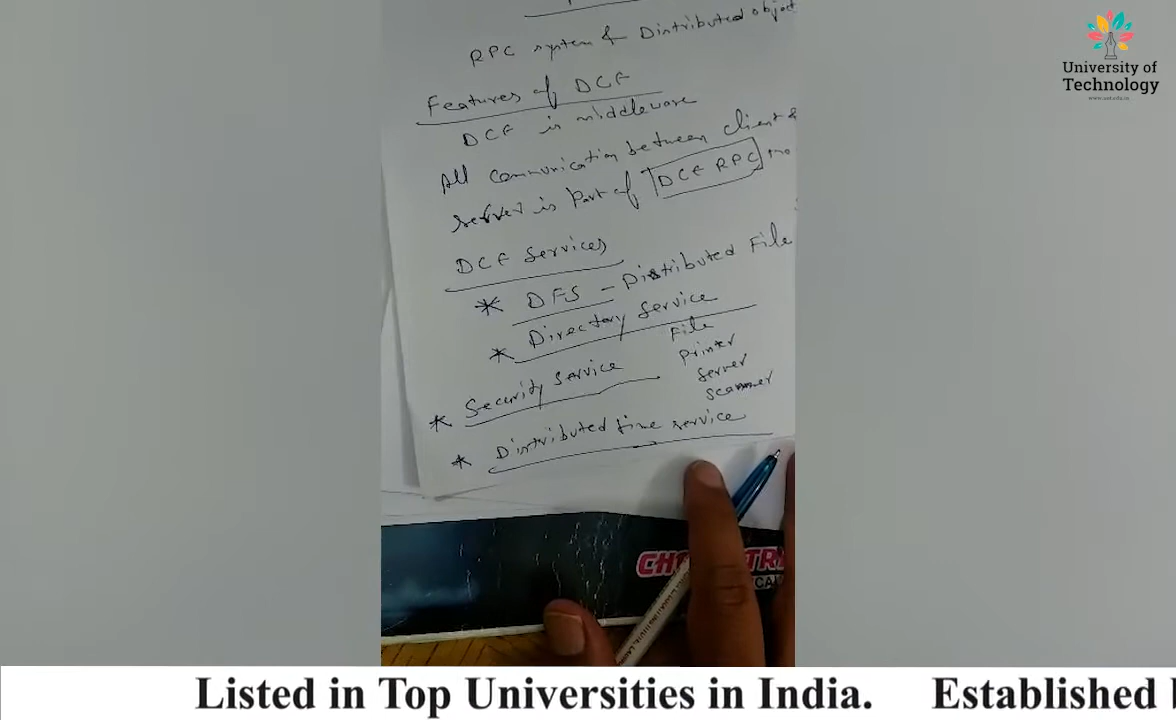 RPC system & Distributed object
Features of DCE
DCE is middleware
All communication between client &
server is part of DCE RPC
DCE Services
* DFS - Distributed File
* Directory Service
File
Printer
Server
Scanner
* Security Service
* Distributed time service
University of
Technology
Listed in Top Universities in India. Established